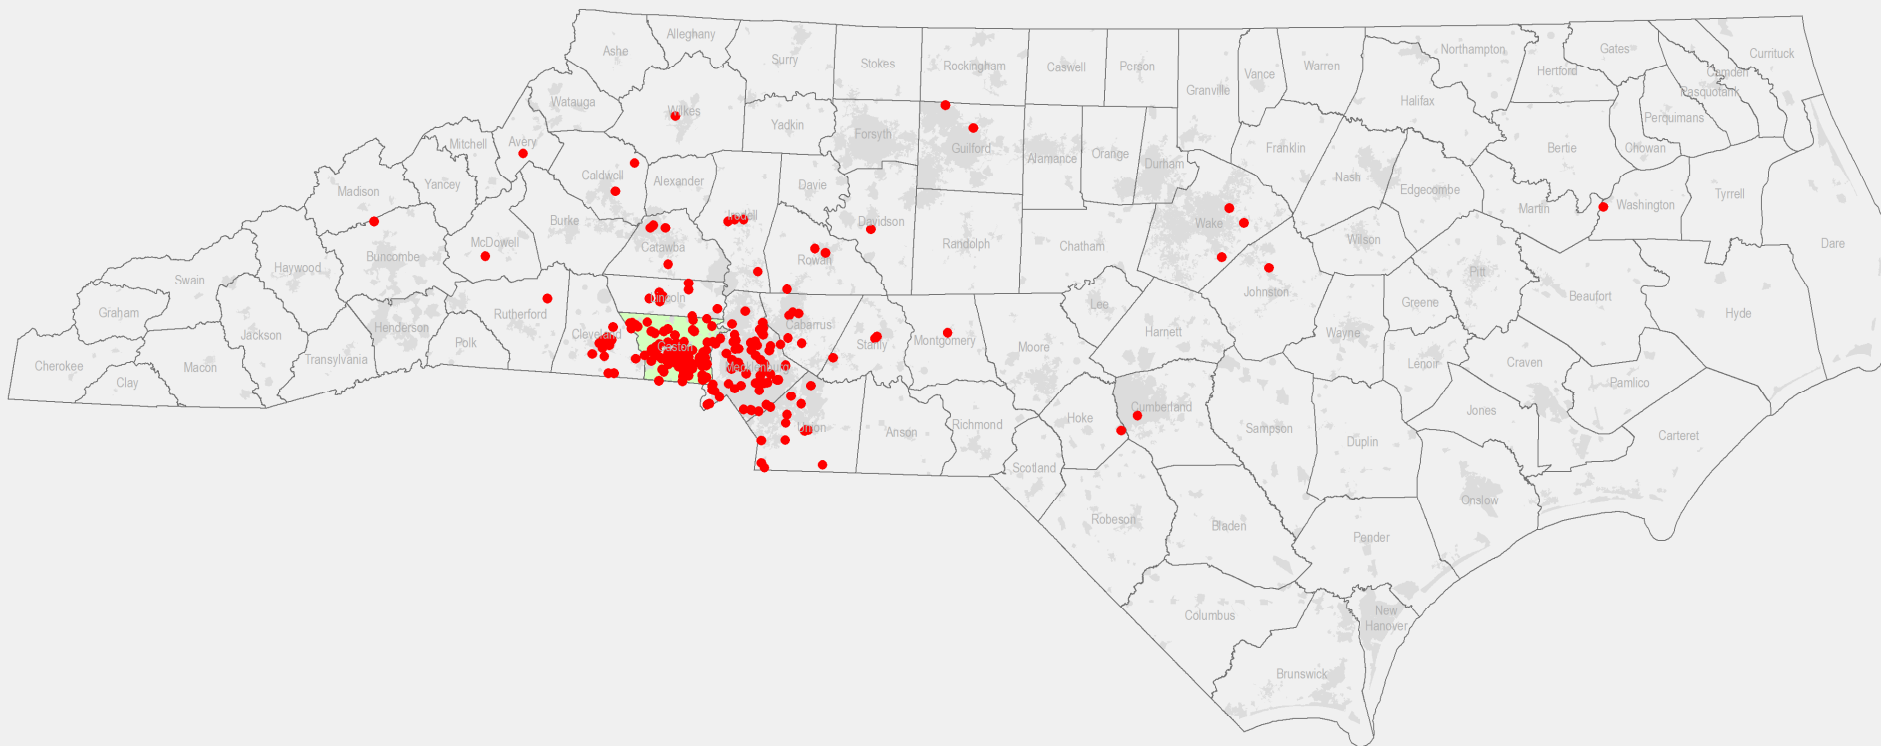 Alleghany
Ashe
Surry
Stokes
Rockingham
Caswell
Person
Granville
Vance
Warren
Northampton
Gates
Currituck
Hertford
Camden
Pasquotank
Halifax
Perquimans
Watauga
Wilkes
Yadkin
Forsyth
Guilford
Alamance
Orange
Durham
Franklin
Nash
Edgecombe
Bertie
Chowan
Mitchell
Avery
Madison
Yancey
Caldwell
Alexander
Iredell
Davie
Davidson
Randolph
Chatham
Wake
Wilson
Martin
Washington
Tyrrell
Dare
Burke
McDowell
Catawba
Rowan
Buncombe
Haywood
Swain
Graham
Jackson
Henderson
Rutherford
Lincoln
Cleveland
Gaston
Cabarrus
Stanly
Montgomery
Moore
Lee
Harnett
Johnston
Wayne
Greene
Pitt
Beaufort
Hyde
Cherokee
Clay
Macon
Transylvania
Polk
Mecklenburg
Union
Anson
Richmond
Scotland
Hoke
Cumberland
Sampson
Duplin
Lenoir
Craven
Pamlico
Jones
Carteret
Onslow
Robeson
Bladen
Pender
Columbus
New
Hanover
Brunswick